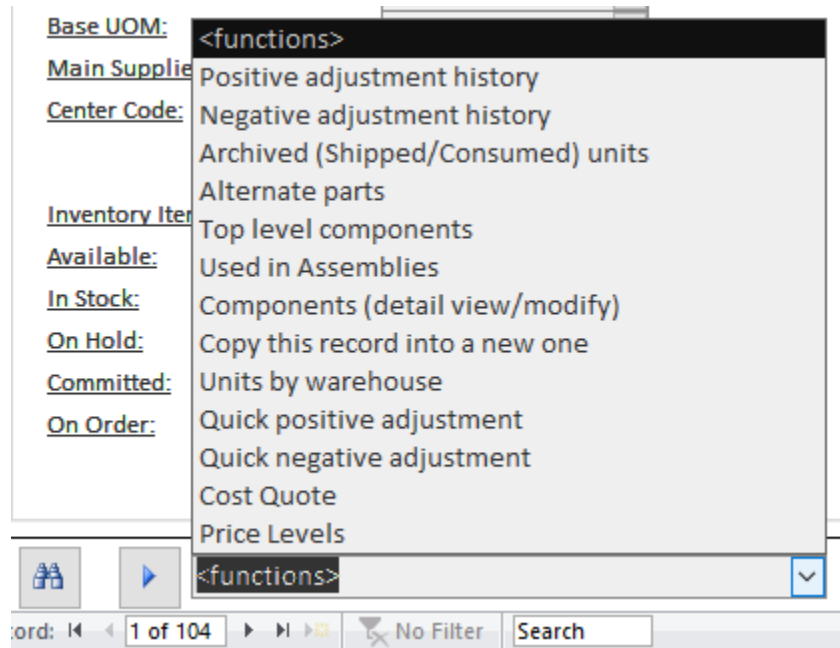 Base UOM:
<functions>
Main Supplie
Positive adjustment history
Center Code:
Negative adjustment history
Archived (Shipped/Consumed) units
Alternate parts
Inventory Iter
Top level components
Available:
Used in Assemblies
In Stock:
Components (detail view/modify)
On Hold:
Copy this record into a new one
Committed:
Units by warehouse
On Order:
Quick positive adjustment
Quick negative adjustment
Cost Quote
Price Levels
<functions>
cord: 1 of 104 No Filter Search